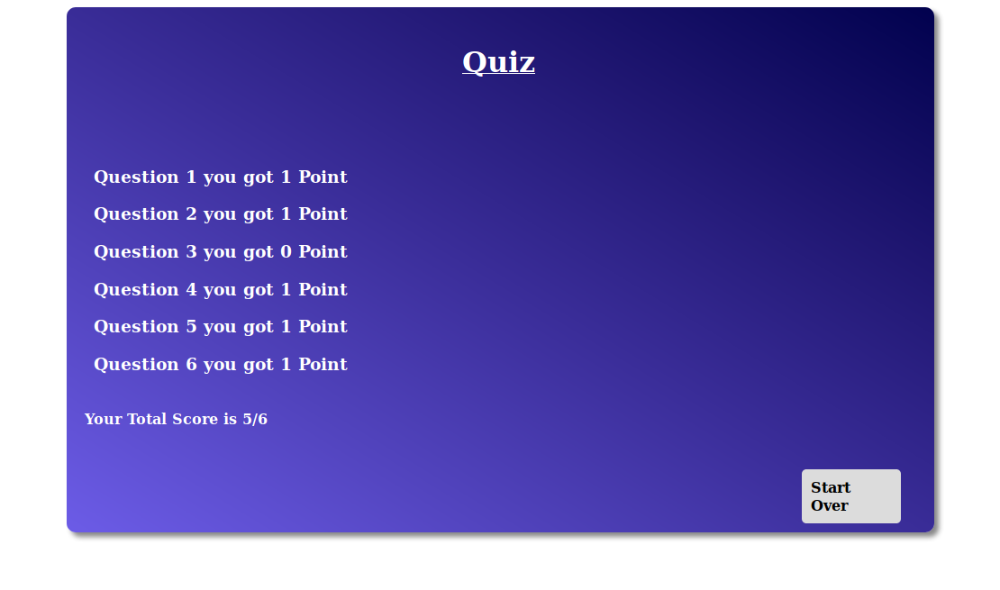 Quiz
Question 1 you got 1 Point
Question 2 you got 1 Point
Question 3 you got 0 Point
Question 4 you got 1 Point
Question 5 you got 1 Point
Question 6 you got 1 Point
Your Total Score is 5/6
Start
Over